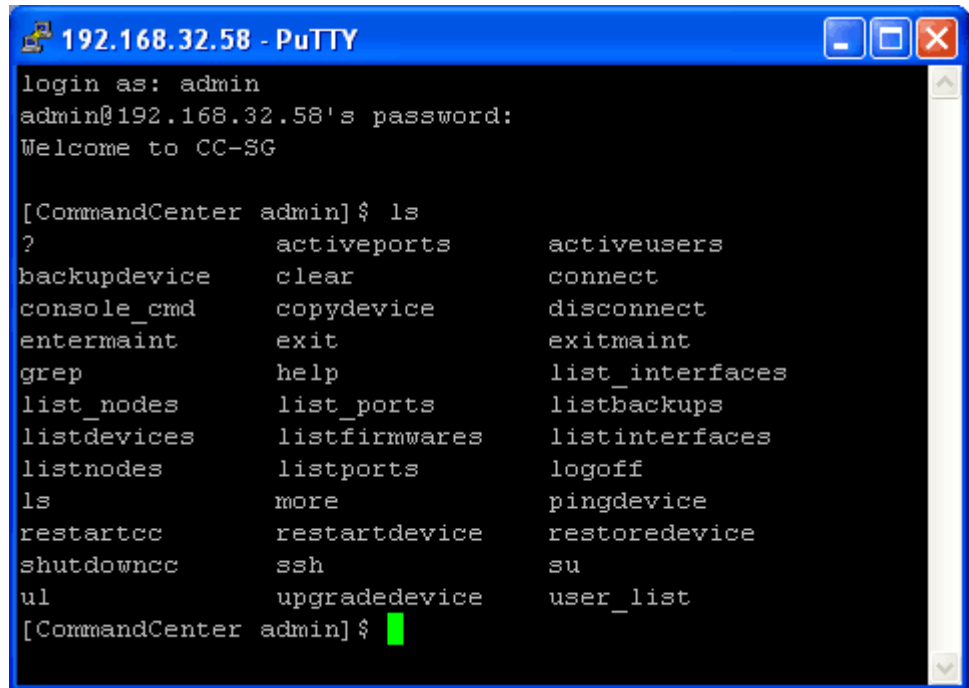 192.168.32.58 - PuTTY
login as: admin
admin@192.168.32.58's password:
Welcome to CC-SG
[CommandCenter admin]$ ls
? activeports activeusers
backupdevice clear connect
console_cmd copydevice disconnect
entermaint exit exitmaint
grep help list_interfaces
list_nodes list_ports listbackups
listdevices listfirmwares listinterfaces
listnodes listports logoff
ls more pingdevice
restartcc restartdevice restoredevice
shutdowncc ssh su
ul upgradedevice user_list
[CommandCenter admin]$